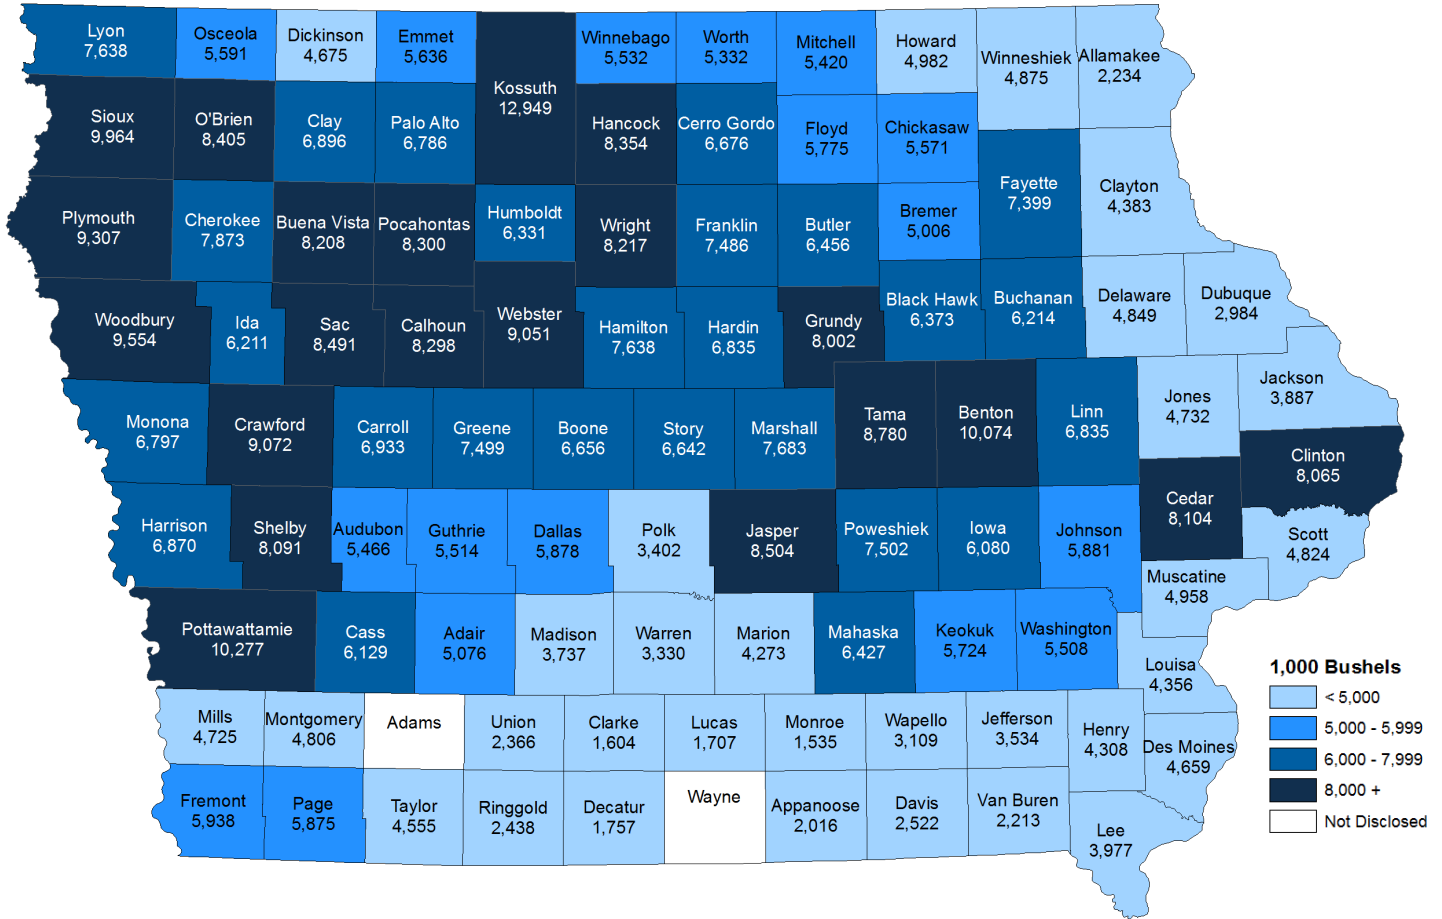 Lyon
7,638
Osceola
5,591
Dickinson
4,675
Emmet
5,636
Kossuth
12,949
Winnebago
5,532
Worth
5,332
Mitchell
5,420
Howard
4,982
Winneshiek
4,875
Allamakee
2,234
Sioux
9,964
O'Brien
8,405
Clay
6,896
Palo Alto
6,786
Hancock
8,354
Cerro Gordo
6,676
Floyd
5,775
Chickasaw
5,571
Fayette
7,399
Clayton
4,383
Plymouth
9,307
Cherokee
7,873
Buena Vista
8,208
Pocahontas
8,300
Humboldt
6,331
Wright
8,217
Franklin
7,486
Butler
6,456
Bremer
5,006
Woodbury
9,554
Ida
6,211
Sac
8,491
Calhoun
8,298
Webster
9,051
Hamilton
7,638
Hardin
6,835
Grundy
8,002
Black Hawk
6,373
Buchanan
6,214
Delaware
4,849
Dubuque
2,984
Monona
6,797
Crawford
9,072
Carroll
6,933
Greene
7,499
Boone
6,656
Story
6,642
Marshall
7,683
Tama
8,780
Benton
10,074
Linn
6,835
Jones
4,732
Jackson
3,887
Clinton
8,065
Cedar
8,104
Harrison
6,870
Shelby
8,091
Audubon
5,466
Guthrie
5,514
Dallas
5,878
Polk
3,402
Jasper
8,504
Poweshiek
7,502
Iowa
6,080
Johnson
5,881
Scott
4,824
Muscatine
4,958
Pottawattamie
10,277
Cass
6,129
Adair
5,076
Madison
3,737
Warren
3,330
Marion
4,273
Mahaska
6,427
Keokuk
5,724
Washington
5,508
Louisa
4,356
Mills
4,725
Montgomery
4,806
Adams
Union
2,366
Clarke
1,604
Lucas
1,707
Monroe
1,535
Wapello
3,109
Jefferson
3,534
Henry
4,308
Des Moines
4,659
Fremont
5,938
Page
5,875
Taylor
4,555
Ringgold
2,438
Decatur
1,757
Wayne
Appanoose
2,016
Davis
2,522
Van Buren
2,213
Lee
3,977
1,000 Bushels
< 5,000
5,000 - 5,999
6,000 - 7,999
8,000 +
Not Disclosed